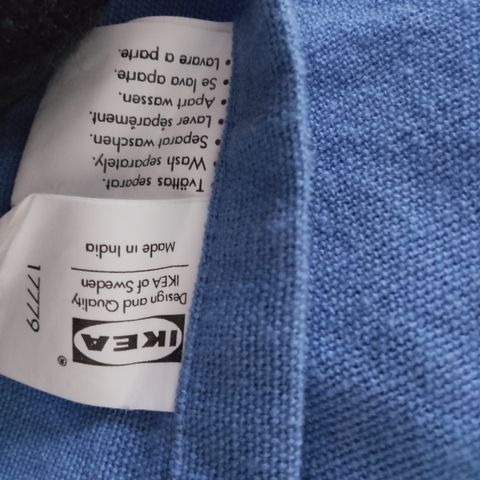 IKEA®
Design and Quality
IKEA of Sweden
Made in India
17779
Tvättas separat.
• Wash separately.
• Separat waschen.
• Laver séparément.
• Apart wassen.
• Se lava aparte.
• Lavare a parte.